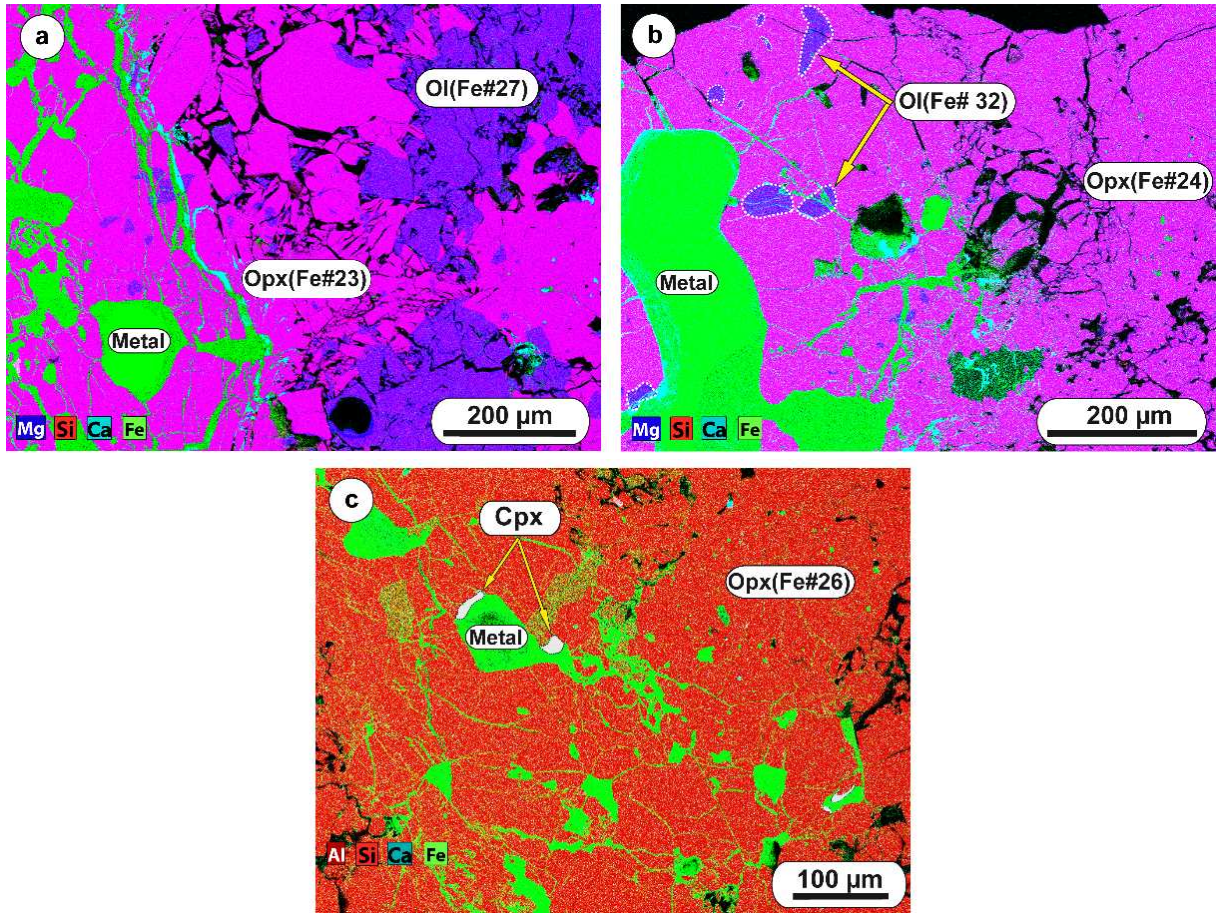 a
Ol(Fe#27)
Opx(Fe#23)
Metal
Mg Si Ca Fe
200 µm
b
Ol(Fe# 32)
Opx(Fe#24)
Metal
Mg Si Ca Fe
200 µm
c
Cpx
Opx(Fe#26)
Metal
Al Si Ca Fe
100 µm